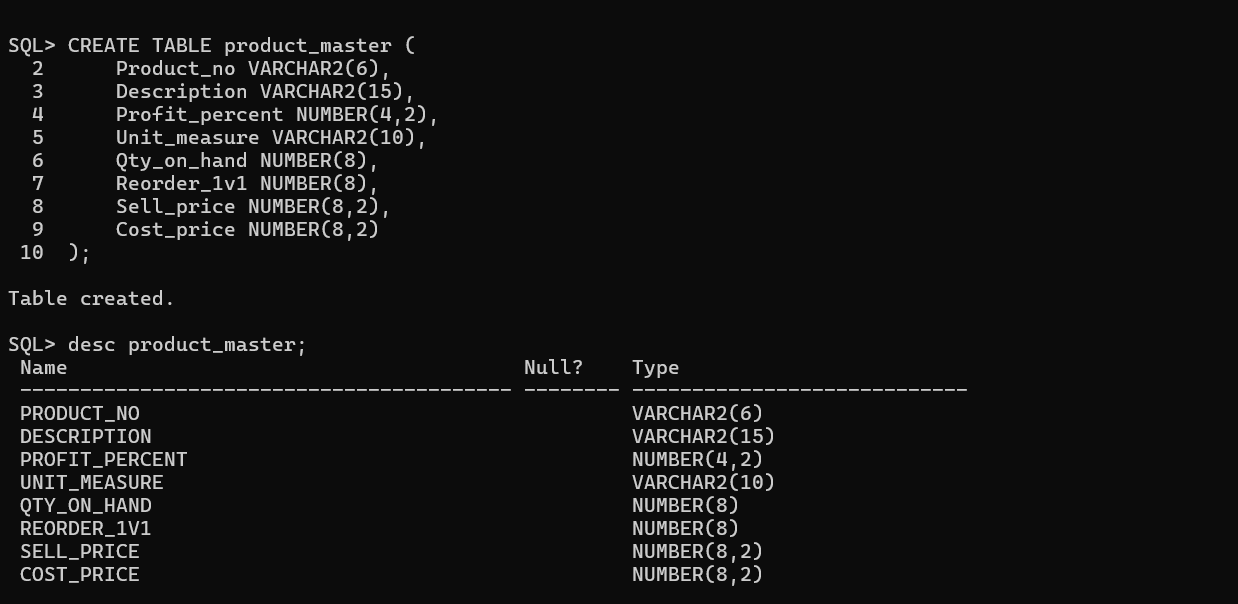 SQL> CREATE TABLE product_master (
  2      Product_no VARCHAR2(6),
  3      Description VARCHAR2(15),
  4      Profit_percent NUMBER(4,2),
  5      Unit_measure VARCHAR2(10),
  6      Qty_on_hand NUMBER(8),
  7      Reorder_1v1 NUMBER(8),
  8      Sell_price NUMBER(8,2),
  9      Cost_price NUMBER(8,2)
 10  );
Table created.
SQL> desc product_master;
 Name                                      Null?    Type
 ----------------------------------------- -------- ----------------------------
 PRODUCT_NO                                         VARCHAR2(6)
 DESCRIPTION                                        VARCHAR2(15)
 PROFIT_PERCENT                                     NUMBER(4,2)
 UNIT_MEASURE                                       VARCHAR2(10)
 QTY_ON_HAND                                        NUMBER(8)
 REORDER_1V1                                        NUMBER(8)
 SELL_PRICE                                         NUMBER(8,2)
 COST_PRICE                                         NUMBER(8,2)